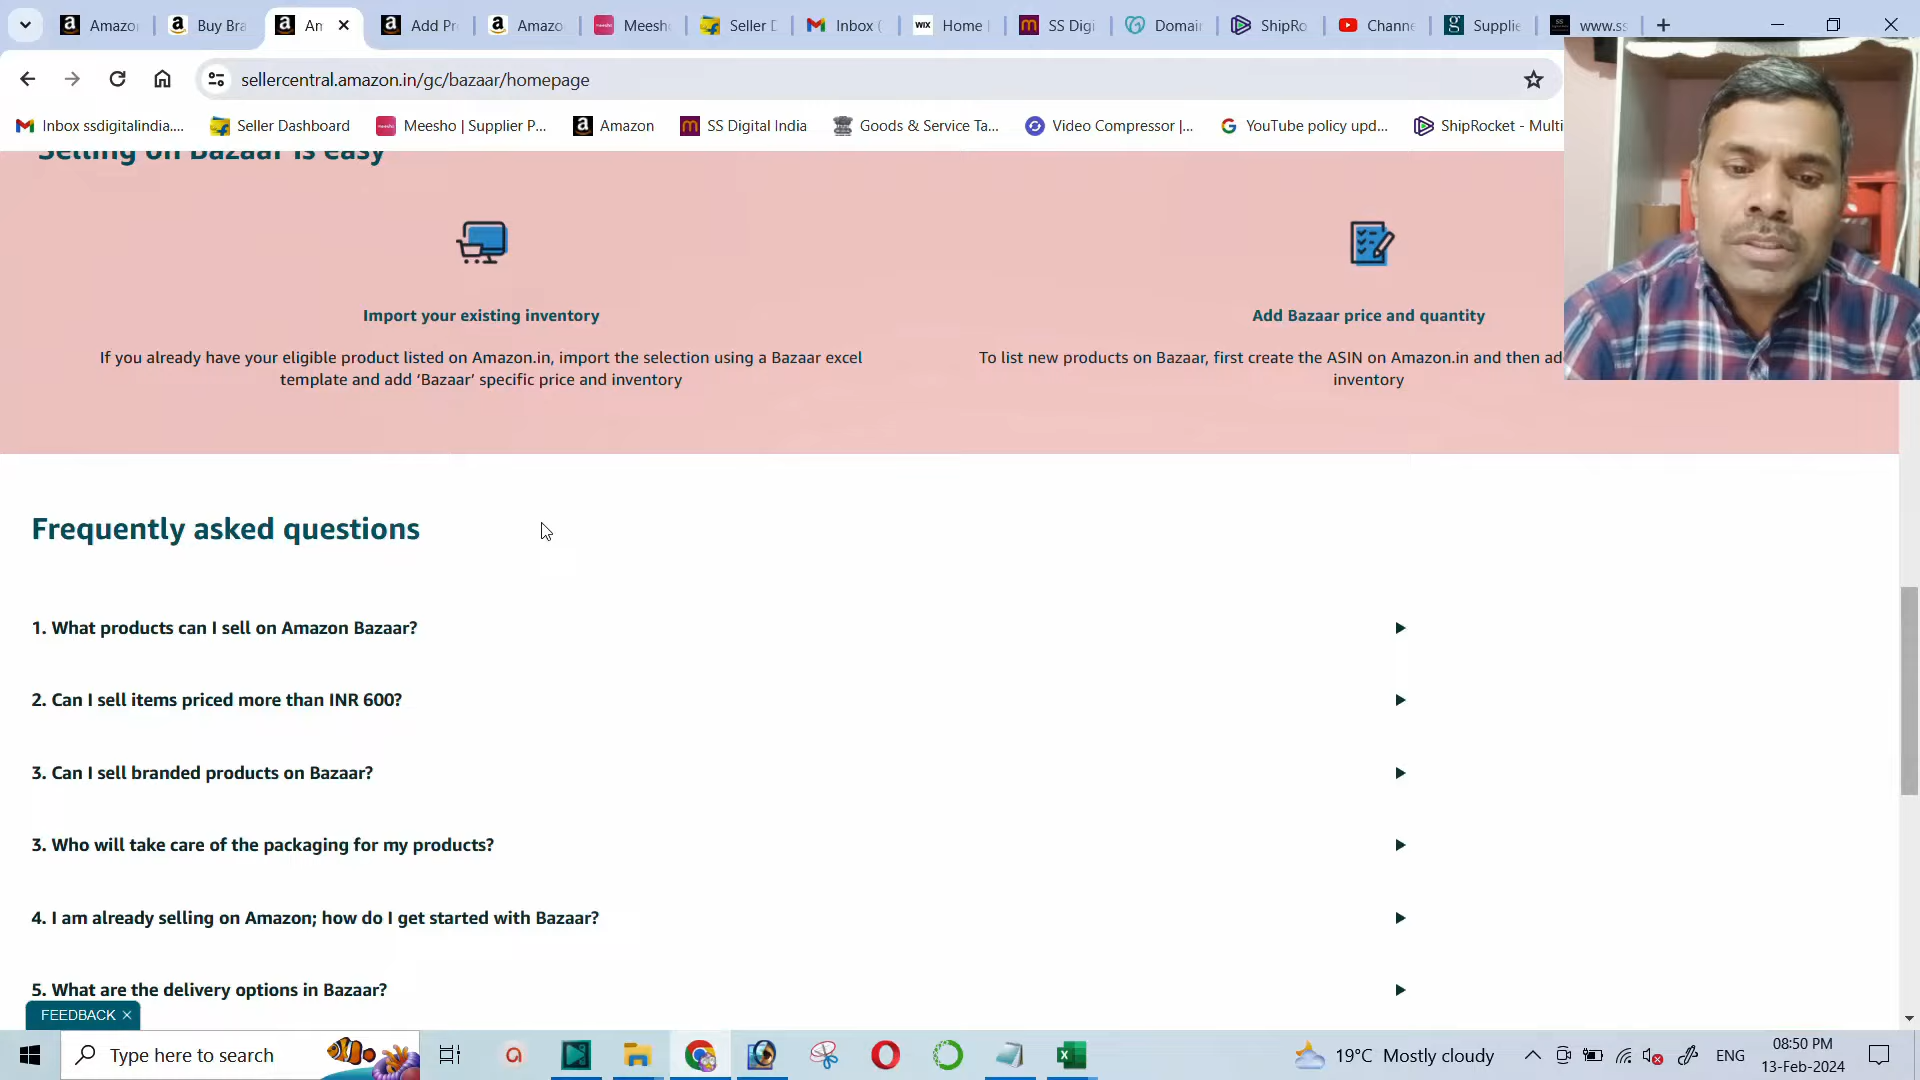 Amazo
Buy Bra
An
Add Pr
Amazo
Meesh
Seller D
Inbox (
WIX
Home
SS Digi
Domai
ShipRo
Channe
Supplie
www.ss
sellercentral.amazon.in/gc/bazaar/homepage
Inbox ssdigitalindia....
Seller Dashboard
Meesho | Supplier P...
Amazon
SS Digital India
Goods & Service Ta...
Video Compressor |...
YouTube policy upd...
ShipRocket - Multi
Selling on Bazaar is easy
Import your existing inventory
If you already have your eligible product listed on Amazon.in, import the selection using a Bazaar excel
template and add ‘Bazaar’ specific price and inventory
Add Bazaar price and quantity
To list new products on Bazaar, first create the ASIN on Amazon.in and then ad
inventory
Frequently asked questions
1. What products can I sell on Amazon Bazaar?
2. Can I sell items priced more than INR 600?
3. Can I sell branded products on Bazaar?
3. Who will take care of the packaging for my products?
4. I am already selling on Amazon; how do I get started with Bazaar?
5. What are the delivery options in Bazaar?
FEEDBACK
Type here to search
19°C Mostly cloudy
ENG
08:50 PM
13-Feb-2024